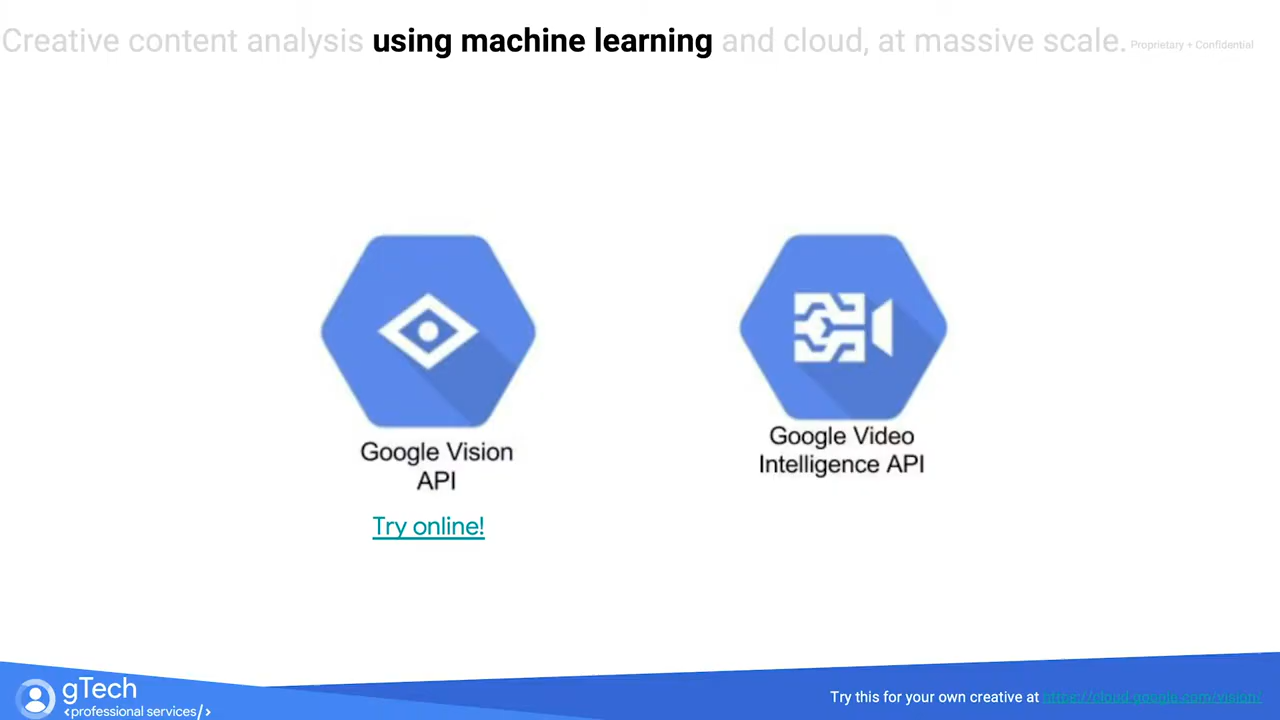 Creative content analysis using machine learning and cloud, at massive scale.
Proprietary + Confidential
Google Vision
API
Try online!
Google Video
Intelligence API
gTech
<professional services/>
Try this for your own creative at https://cloud.google.com/vision/